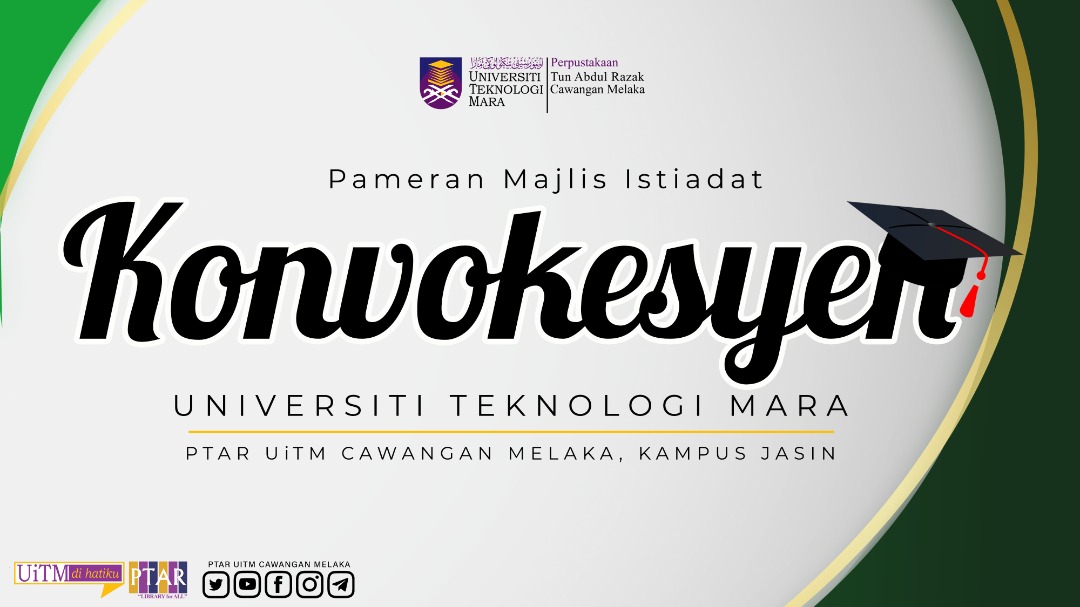 UNIVERSITI
TEKNOLOGI
MARA
Perpustakaan
Tun Abdul Razak
Cawangan Melaka
Pameran Majlis Istiadat
Konvokesyen
UNIVERSITI TEKNOLOGI MARA
PTAR UiTM CAWANGAN MELAKA, KAMPUS JASIN
UiTM di hatiku
PTAR
"LIBRARY for ALL"
PTAR UITM CAWANGAN MELAKA